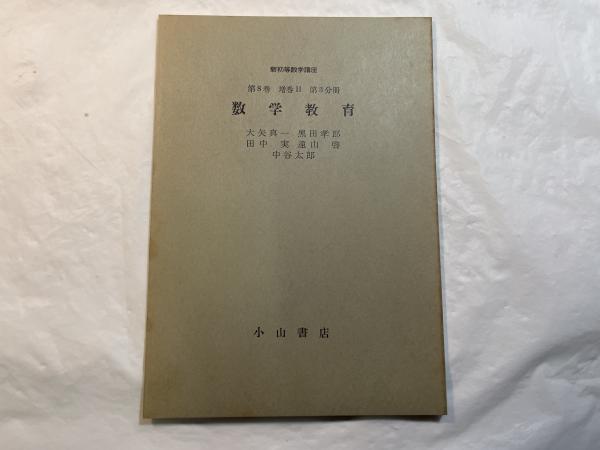 新初等数学講座
第8巻 増巻II 第3分冊
数学教育
大矢真一 黒田孝郎
田中 実 遠山 啓
中谷太郎
小山書店